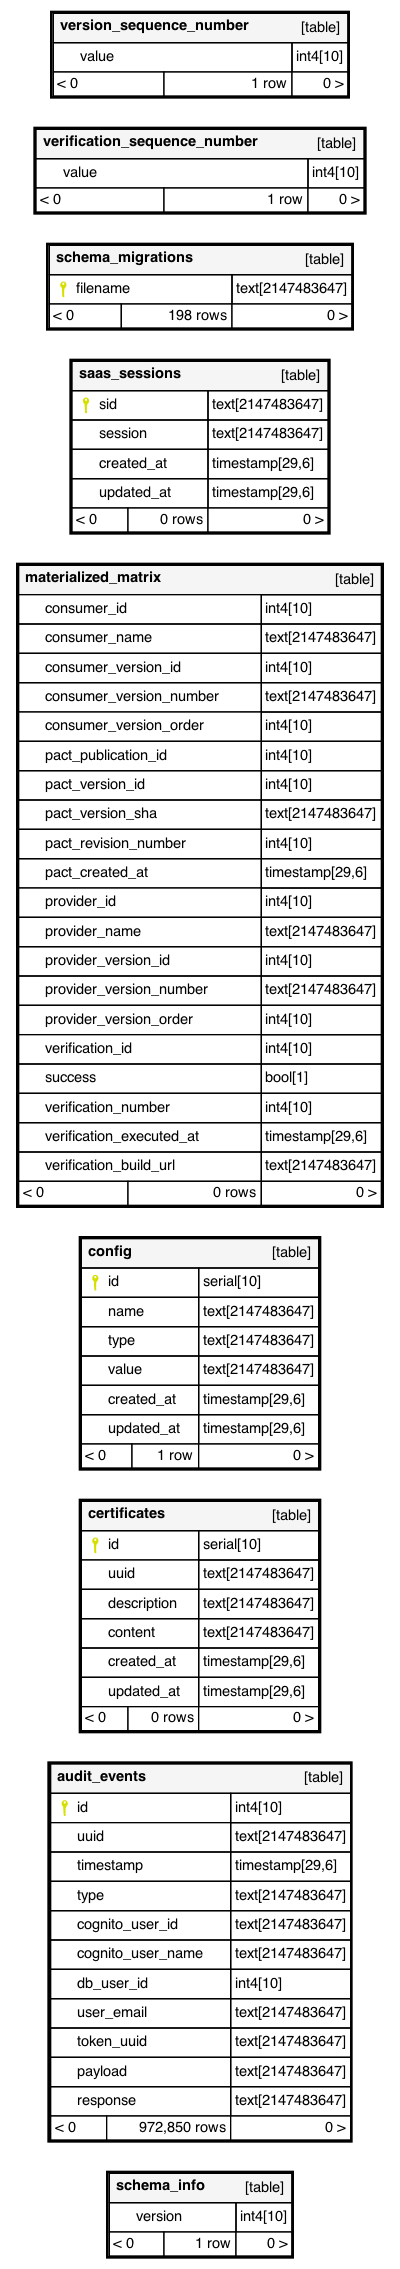 version_sequence_number [table]
value int4[10]
< 0 1 row 0 >
verification_sequence_number [table]
value int4[10]
< 0 1 row 0 >
schema_migrations [table]
filename text[2147483647]
< 0 198 rows 0 >
saas_sessions [table]
sid text[2147483647]
session text[2147483647]
created_at timestamp[29,6]
updated_at timestamp[29,6]
< 0 0 rows 0 >
materialized_matrix [table]
consumer_id int4[10]
consumer_name text[2147483647]
consumer_version_id int4[10]
consumer_version_number text[2147483647]
consumer_version_order int4[10]
pact_publication_id int4[10]
pact_version_id int4[10]
pact_version_sha text[2147483647]
pact_revision_number int4[10]
pact_created_at timestamp[29,6]
provider_id int4[10]
provider_name text[2147483647]
provider_version_id int4[10]
provider_version_number text[2147483647]
provider_version_order int4[10]
verification_id int4[10]
success bool[1]
verification_number int4[10]
verification_executed_at timestamp[29,6]
verification_build_url text[2147483647]
< 0 0 rows 0 >
config [table]
id serial[10]
name text[2147483647]
type text[2147483647]
value text[2147483647]
created_at timestamp[29,6]
updated_at timestamp[29,6]
< 0 1 row 0 >
certificates [table]
id serial[10]
uuid text[2147483647]
description text[2147483647]
content text[2147483647]
created_at timestamp[29,6]
updated_at timestamp[29,6]
< 0 0 rows 0 >
audit_events [table]
id int4[10]
uuid text[2147483647]
timestamp timestamp[29,6]
type text[2147483647]
cognito_user_id text[2147483647]
cognito_user_name text[2147483647]
db_user_id int4[10]
user_email text[2147483647]
token_uuid text[2147483647]
payload text[2147483647]
response text[2147483647]
< 0 972,850 rows 0 >
schema_info [table]
version int4[10]
< 0 1 row 0 >